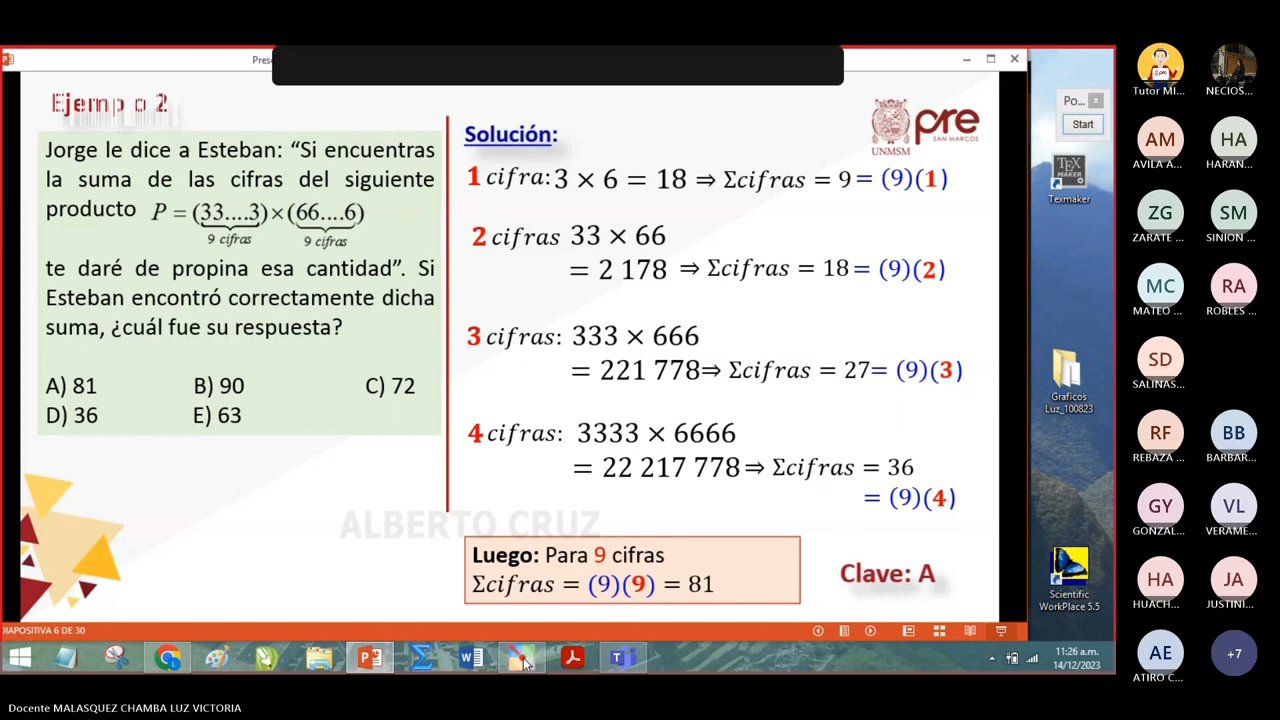 Prese
Ejemplo 2
Jorge le dice a Esteban: “Si encuentras
la suma de las cifras del siguiente
producto P = (33....3)×(66....6)
9 cifras 9 cifras
te daré de propina esa cantidad”. Si
Esteban encontró correctamente dicha
suma, ¿cuál fue su respuesta?
A) 81 B) 90 C) 72
D) 36 E) 63
Solución:
UNMSM
pre
SAN MARCOS
1 cifra: 3 × 6 = 18 ⇒ Σcifras = 9 = (9)(1)
2 cifras 33 × 66
= 2 178 ⇒ Σcifras = 18 = (9)(2)
3 cifras: 333 × 666
= 221 778 ⇒ Σcifras = 27 = (9)(3)
4 cifras: 3333 × 6666
= 22 217 778 ⇒ Σcifras = 36
= (9)(4)
ALBERTO CRUZ
Luego: Para 9 cifras
Σcifras = (9)(9) = 81
Clave: A
DIAPOSITIVA 6 DE 30
11:26 a.m.
14/12/2023
Po... x
Start
TEX
MAKER
Texmaker
Graficos
Luz_100823
Scientific
WorkPlace 5.5
Tutor MI...
NECIOS...
AM
AVILA A...
HA
HARAN...
ZG
ZARATE ...
SM
SINION ...
MC
MATEO ...
RA
ROBLES ...
SD
SALINAS...
RF
REBAZA ...
BB
BARBAR...
GY
GONZAL...
VL
VERAME...
HA
HUACH...
JA
JUSTINI...
AE
ATIRO C...
+7
Docente MALASQUEZ CHAMBA LUZ VICTORIA